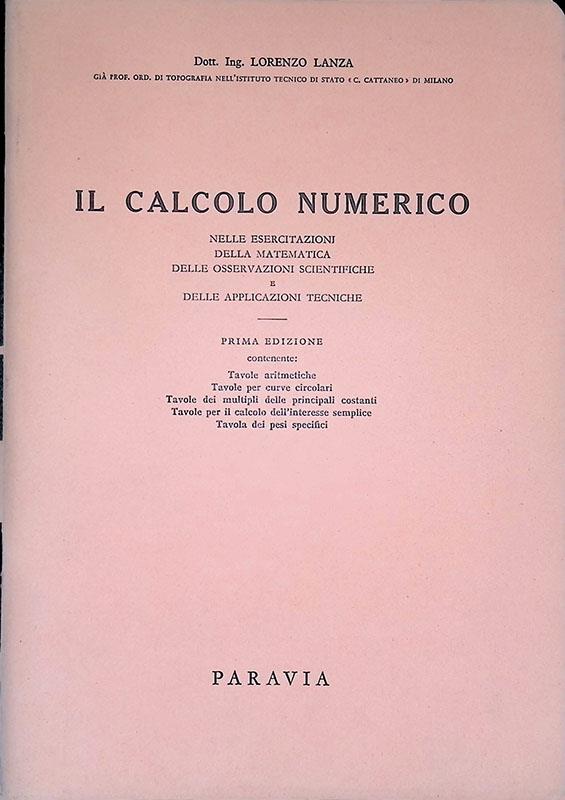 Dott. Ing. LORENZO LANZA
GIÀ PROF. ORD. DI TOPOGRAFIA NELL'ISTITUTO TECNICO DI STATO « C. CATTANEO » DI MILANO
IL CALCOLO NUMERICO
NELLE ESERCITAZIONI
DELLA MATEMATICA
DELLE OSSERVAZIONI SCIENTIFICHE
E
DELLE APPLICAZIONI TECNICHE
PRIMA EDIZIONE
contenente:
Tavole aritmetiche
Tavole per curve circolari
Tavole dei multipli delle principali costanti
Tavole per il calcolo dell'interesse semplice
Tavola dei pesi specifici
PARAVIA